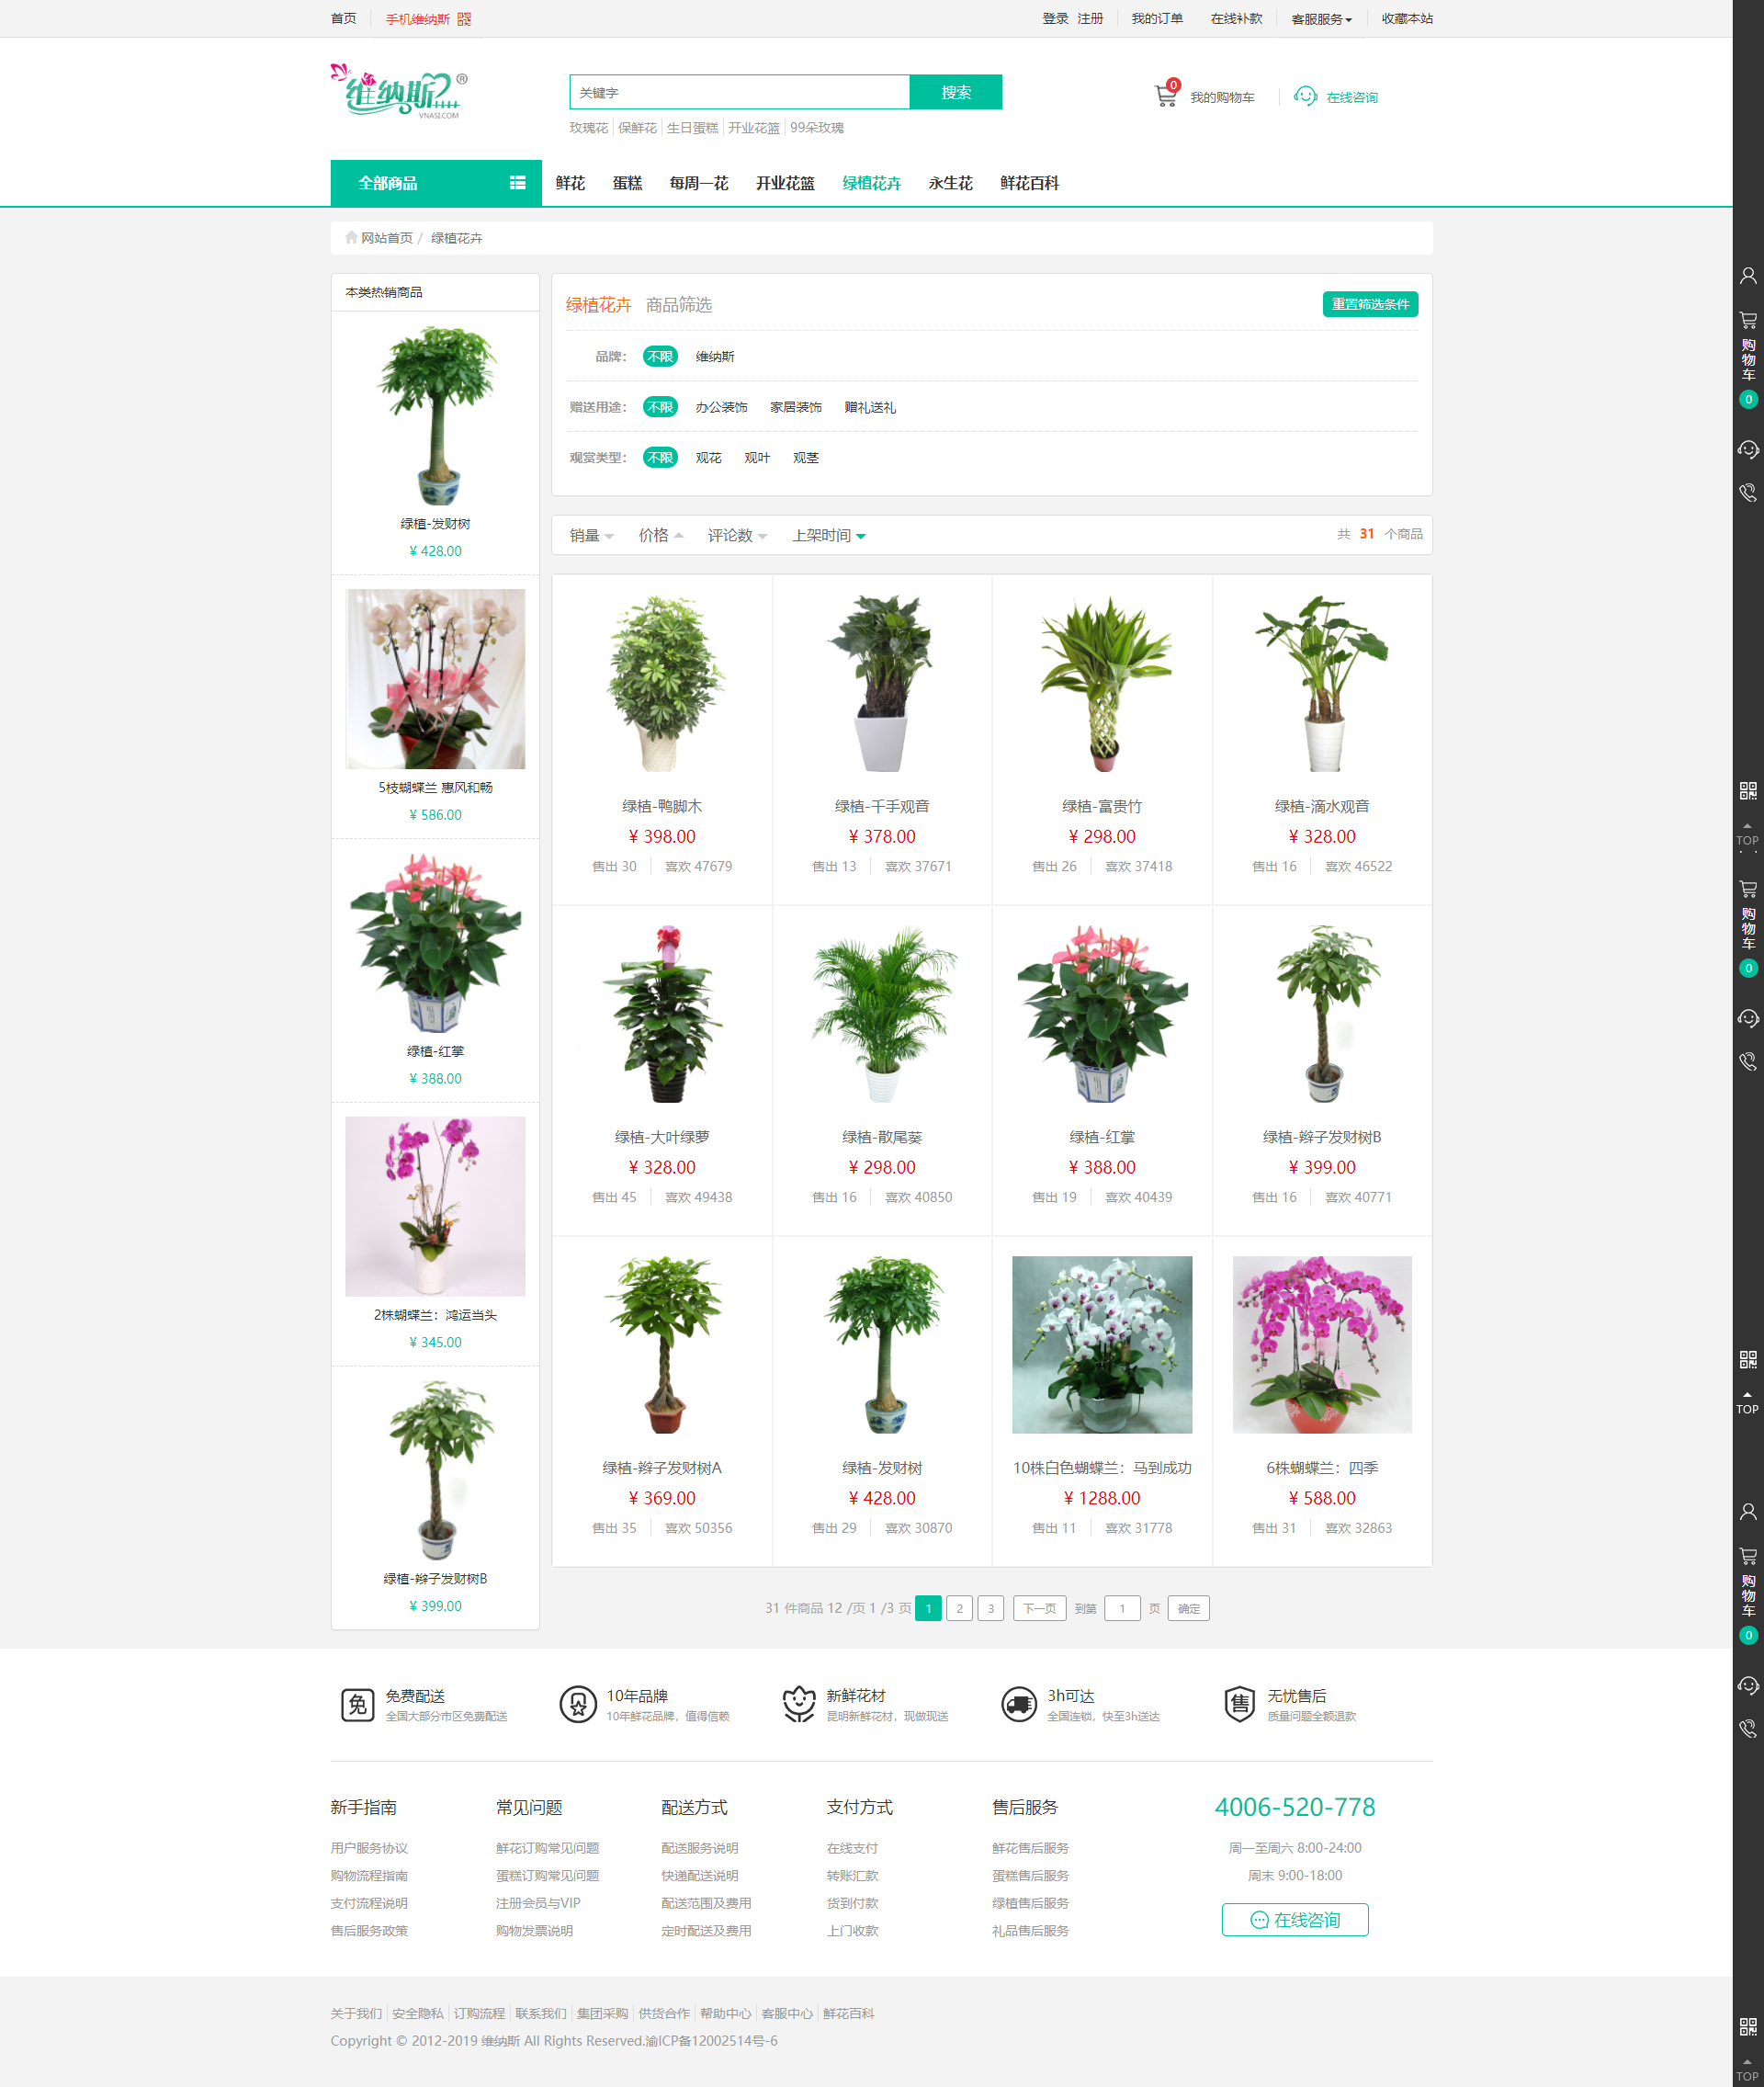 首页 手机维纳斯 登录 注册 我的订单 在线补款 客服服务 收藏本站
维纳斯® VNASI.COM
关键字 搜索
0 我的购物车 在线咨询
玫瑰花 保鲜花 生日蛋糕 开业花篮 99朵玫瑰
全部商品 鲜花 蛋糕 每周一花 开业花篮 绿植花卉 永生花 鲜花百科
网站首页 / 绿植花卉
本类热销商品
绿植-发财树
¥ 428.00
5枝蝴蝶兰 惠风和畅
¥ 586.00
绿植-红掌
¥ 388.00
2株蝴蝶兰：鸿运当头
¥ 345.00
绿植-辫子发财树B
¥ 399.00
绿植花卉 商品筛选 重置筛选条件
品牌： 不限 维纳斯
赠送用途： 不限 办公装饰 家居装饰 赠礼送礼
观赏类型： 不限 观花 观叶 观茎
销量 价格 评论数 上架时间 共 31 个商品
绿植-鸭脚木 绿植-千手观音 绿植-富贵竹 绿植-滴水观音
¥ 398.00 ¥ 378.00 ¥ 298.00 ¥ 328.00
售出 30 喜欢 47679 售出 13 喜欢 37671 售出 26 喜欢 37418 售出 16 喜欢 46522
绿植-大叶绿萝 绿植-散尾葵 绿植-红掌 绿植-辫子发财树B
¥ 328.00 ¥ 298.00 ¥ 388.00 ¥ 399.00
售出 45 喜欢 49438 售出 16 喜欢 40850 售出 19 喜欢 40439 售出 16 喜欢 40771
绿植-辫子发财树A 绿植-发财树 10株白色蝴蝶兰：马到成功 6株蝴蝶兰：四季
¥ 369.00 ¥ 428.00 ¥ 1288.00 ¥ 588.00
售出 35 喜欢 50356 售出 29 喜欢 30870 售出 11 喜欢 31778 售出 31 喜欢 32863
31 件商品 12 /页 1 /3 页 1 2 3 下一页 到第 1 页 确定
免 免费配送 10年品牌 新鲜花材 3h可达 售 无忧售后
全国大部分市区免费配送 10年鲜花品牌，值得信赖 昆明新鲜花材，现做现送 全国连锁，快至3h送达 质量问题全额退款
新手指南 常见问题 配送方式 支付方式 售后服务 4006-520-778
用户服务协议 鲜花订购常见问题 配送服务说明 在线支付 鲜花售后服务 周一至周六 8:00-24:00
购物流程指南 蛋糕订购常见问题 快递配送说明 转账汇款 蛋糕售后服务 周末 9:00-18:00
支付流程说明 注册会员与VIP 配送范围及费用 货到付款 绿植售后服务 在线咨询
售后服务政策 购物发票说明 定时配送及费用 上门收款 礼品售后服务
关于我们 安全隐私 订购流程 联系我们 集团采购 供货合作 帮助中心 客服中心 鲜花百科
Copyright © 2012-2019 维纳斯 All Rights Reserved.渝ICP备12002514号-6
购物车
0
TOP
购物车
0
TOP
购物车
0
TOP